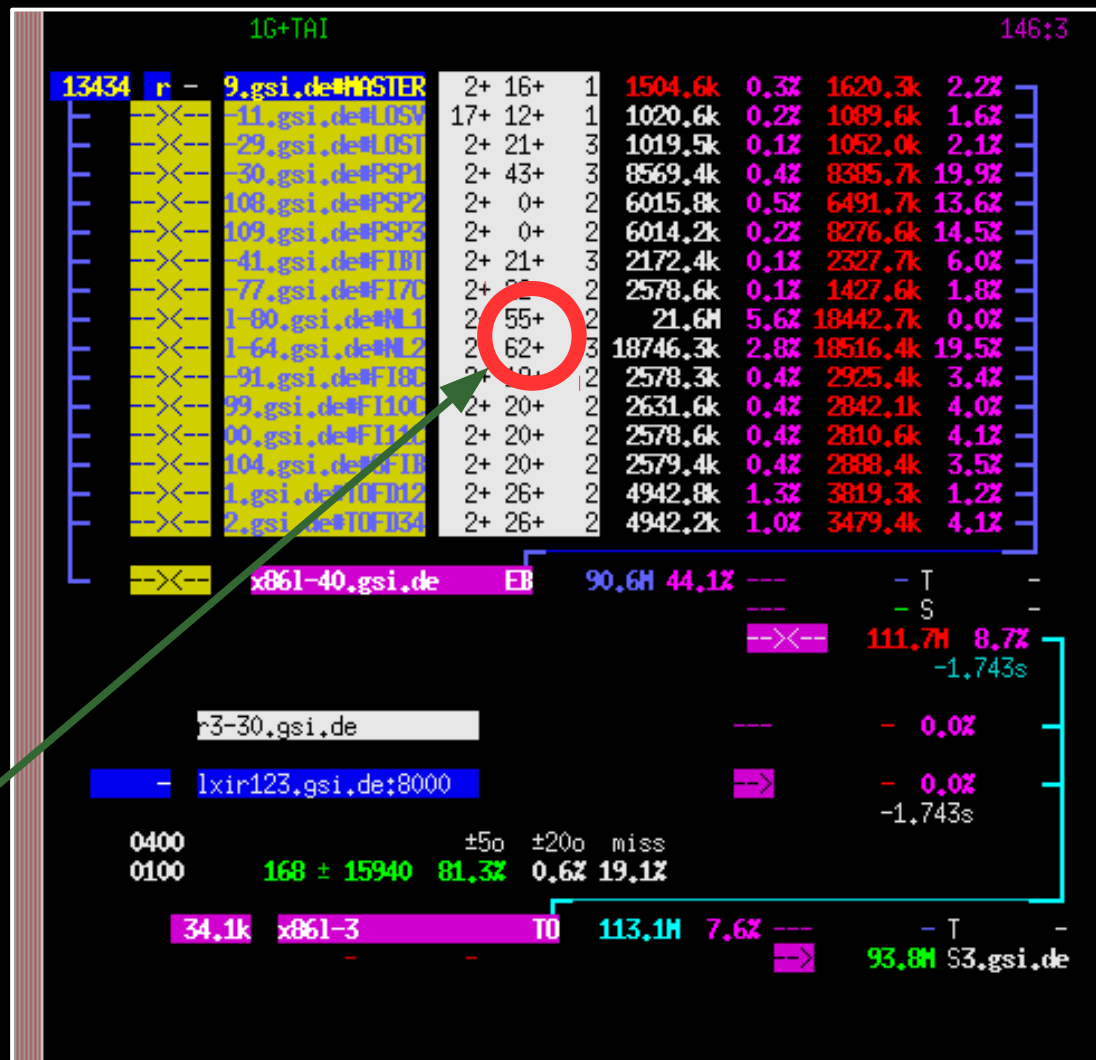 1G+TAI 146:3
13434 r - 9.gsi.de#MASTER 2+ 16+ 1 1504.6k 0.3% 1620.3k 2.2%
-->X<-- -11.gsi.de#LOSV 17+ 12+ 1 1020.6k 0.2% 1089.6k 1.6%
-->X<-- -29.gsi.de#LOST 2+ 21+ 3 1019.5k 0.1% 1052.0k 2.1%
-->X<-- -30.gsi.de#PSP1 2+ 43+ 3 8569.4k 0.4% 8385.7k 19.9%
-->X<-- 108.gsi.de#PSP2 2+ 0+ 2 6015.8k 0.5% 6491.7k 13.6%
-->X<-- 109.gsi.de#PSP3 2+ 0+ 2 6014.2k 0.2% 8276.6k 14.5%
-->X<-- -41.gsi.de#FIBT 2+ 21+ 3 2172.4k 0.1% 2327.7k 6.0%
-->X<-- -77.gsi.de#FI7C 2+ 2 2578.6k 0.1% 1427.6k 1.8%
-->X<-- l-80.gsi.de#NL1 2 55+ 2 21.6M 5.6% 18442.7k 0.0%
-->X<-- l-64.gsi.de#NL2 2 62+ 3 18746.3k 2.8% 18516.4k 19.5%
-->X<-- -91.gsi.de#FI8C 2+ 2 2578.3k 0.4% 2925.4k 3.4%
-->X<-- 99.gsi.de#FI10C 2+ 20+ 2 2631.6k 0.4% 2842.1k 4.0%
-->X<-- 00.gsi.de#FI11C 2+ 20+ 2 2578.6k 0.4% 2810.6k 4.1%
-->X<-- 104.gsi.de#SFIB 2+ 20+ 2 2579.4k 0.4% 2888.4k 3.5%
-->X<-- 1.gsi.de#TOFD12 2+ 26+ 2 4942.8k 1.3% 3819.3k 1.2%
-->X<-- 2.gsi.de#TOFD34 2+ 26+ 2 4942.2k 1.0% 3479.4k 4.1%
-->X<-- x86l-40.gsi.de EB 90.6M 44.1% --- - T -
--- - S -
-->X<-- 111.7M 8.7%
-1.743s
r3-30.gsi.de --- - 0.0%
- lxir123.gsi.de:8000 --> - 0.0%
-1.743s
0400 ±5σ ±20σ miss
0100 168 ± 15940 81.3% 0.6% 19.1%
34.1k x86l-3 TO 113.1M 7.6% --- - T -
- - --> 93.8M S3.gsi.de